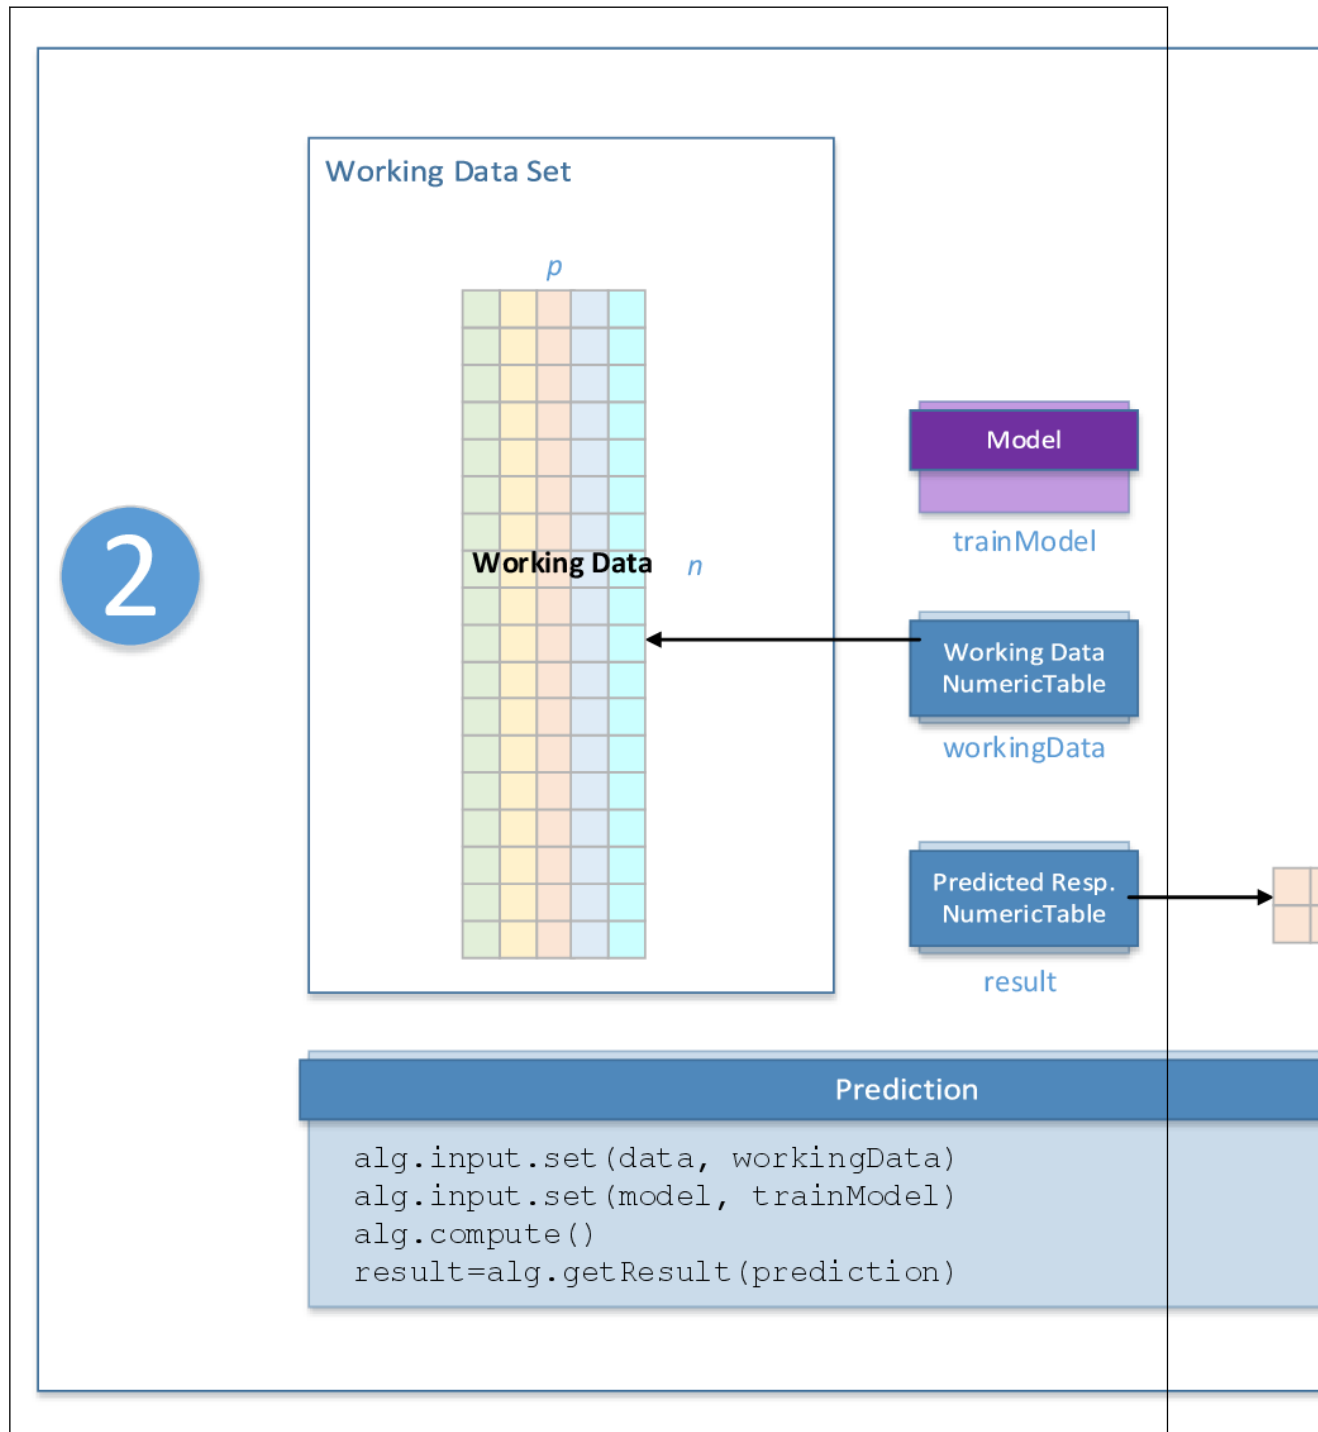 Working Data Set
p
Model
2
Working Data
n
trainModel
Working Data
NumericTable
workingData
Predicted Resp.
NumericTable
result
Prediction
alg.input.set(data, workingData)
alg.input.set(model, trainModel)
alg.compute()
result=alg.getResult(prediction)